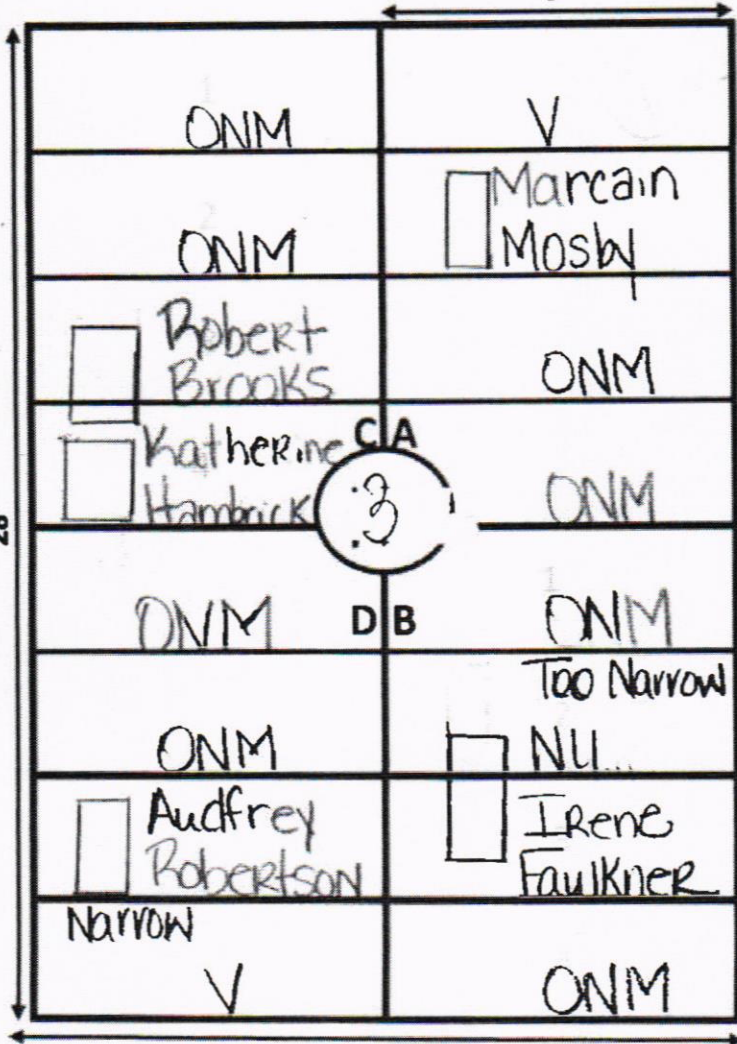 ONM
V
ONM
Marcain
Mosby
Robert
Brooks
ONM
Katherine
Hambrick
C A
3
ONM
ONM
D B
ONM
Too Narrow
ONM
NU...
Audfrey
Robertson
Irene
Faulkner
Narrow
V
ONM